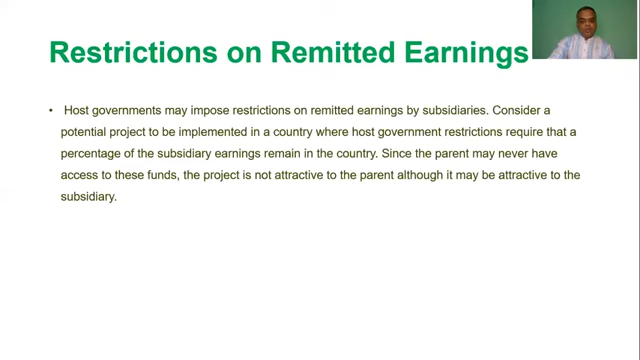 Restrictions on Remitted Earnings
• Host governments may impose restrictions on remitted earnings by subsidiaries. Consider a
potential project to be implemented in a country where host government restrictions require that a
percentage of the subsidiary earnings remain in the country. Since the parent may never have
access to these funds, the project is not attractive to the parent although it may be attractive to the
subsidiary.